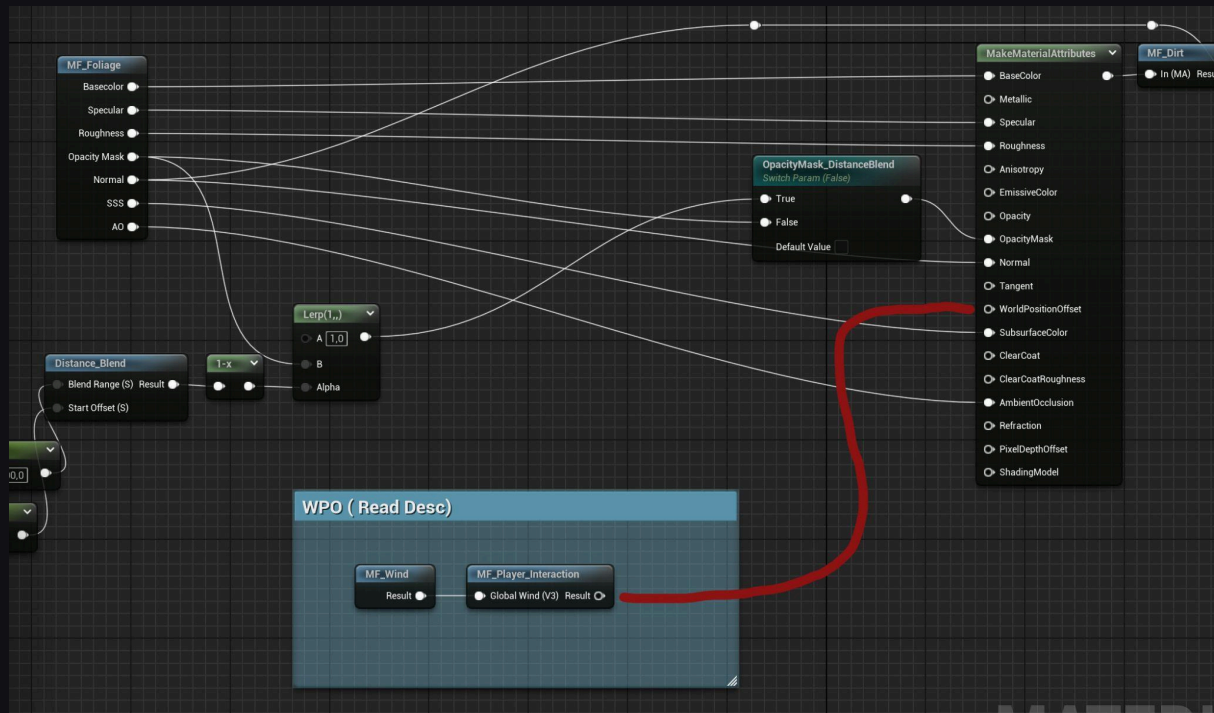 MF_Foliage
Basecolor
Specular
Roughness
Opacity Mask
Normal
SSS
AO
Distance_Blend
Blend Range (S) Result
Start Offset (S)
1-x
Lerp(1,,)
A 1,0
B
Alpha
OpacityMask_DistanceBlend
Switch Param (False)
True
False
Default Value
MakeMaterialAttributes
BaseColor
Metallic
Specular
Roughness
Anisotropy
EmissiveColor
Opacity
OpacityMask
Normal
Tangent
WorldPositionOffset
SubsurfaceColor
ClearCoat
ClearCoatRoughness
AmbientOcclusion
Refraction
PixelDepthOffset
ShadingModel
MF_Dirt
In (MA)
WPO ( Read Desc)
MF_Wind
Result
MF_Player_Interaction
Global Wind (V3) Result